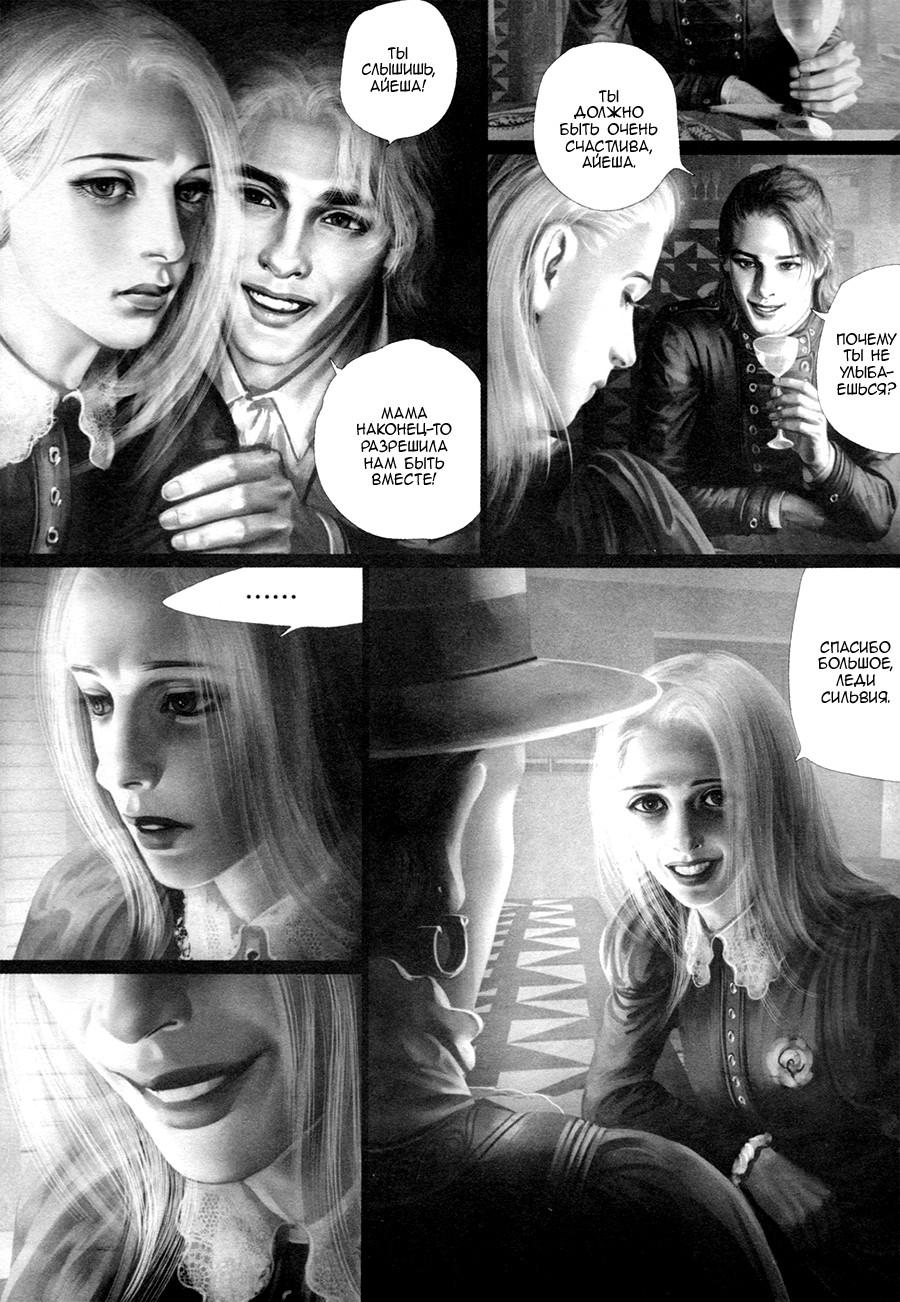 ТЫ
СЛЫШИШЬ,
АЙЕША!
МАМА
НАКОНЕЦ-ТО
РАЗРЕШИЛА
НАМ БЫТЬ
ВМЕСТЕ!
ТЫ
ДОЛЖНО
БЫТЬ ОЧЕНЬ
СЧАСТЛИВА,
АЙЕША.
ПОЧЕМУ
ТЫ НЕ
УЛЫБА-
ЕШЬСЯ?
......
СПАСИБО
БОЛЬШОЕ,
ЛЕДИ
СИЛЬВИЯ.